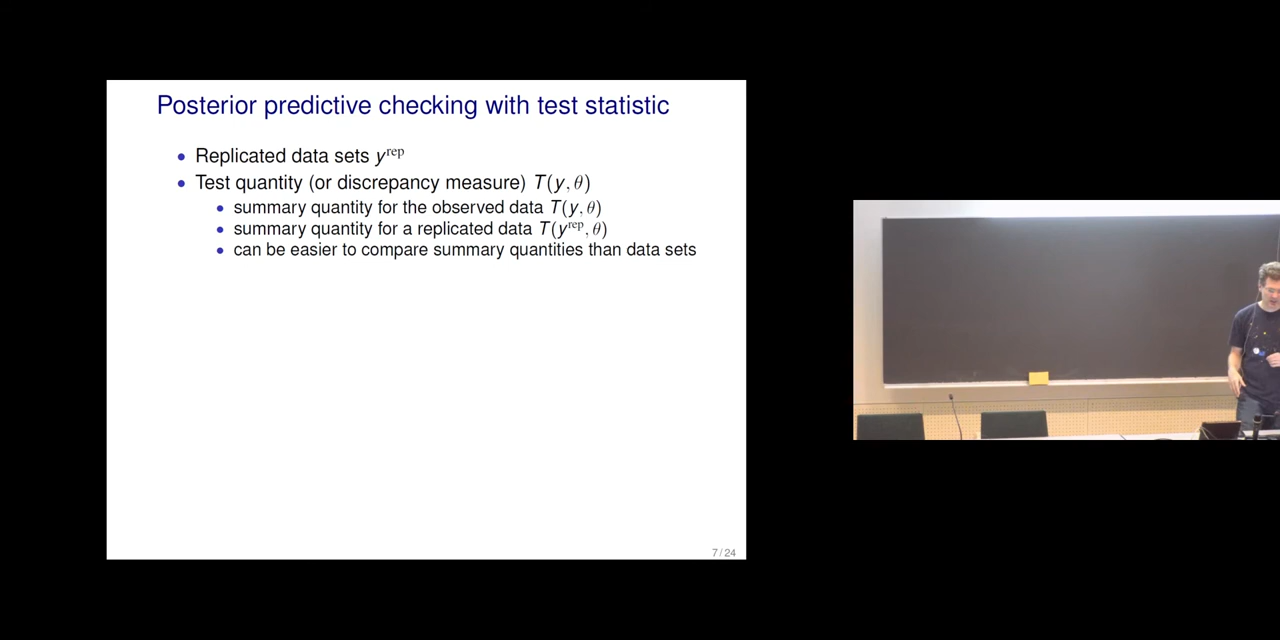 Posterior predictive checking with test statistic
• Replicated data sets y^rep
• Test quantity (or discrepancy measure) T(y, θ)
• summary quantity for the observed data T(y, θ)
• summary quantity for a replicated data T(y^rep, θ)
• can be easier to compare summary quantities than data sets
7 / 24